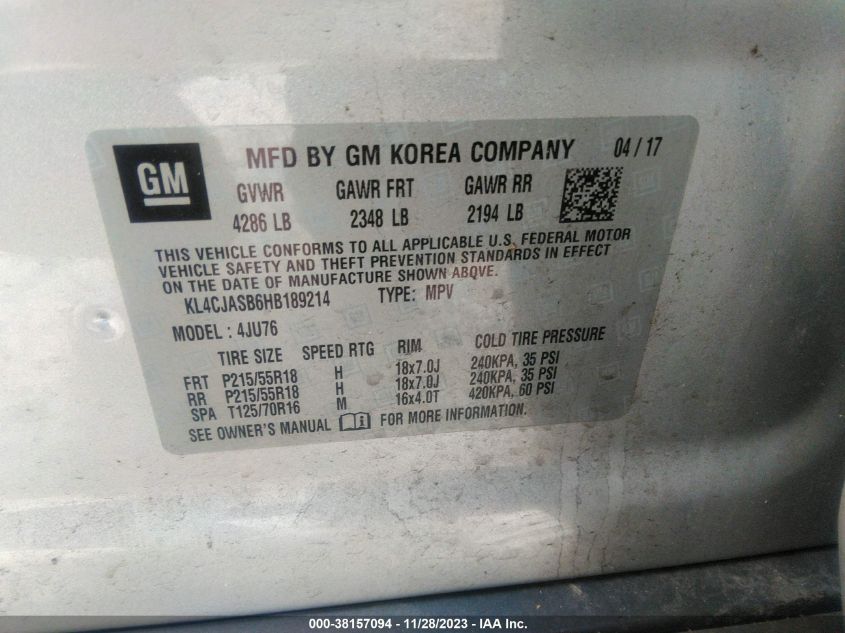 GM
MFD BY GM KOREA COMPANY 04/17
GVWR GAWR FRT GAWR RR
4286 LB 2348 LB 2194 LB
THIS VEHICLE CONFORMS TO ALL APPLICABLE U.S. FEDERAL MOTOR
VEHICLE SAFETY AND THEFT PREVENTION STANDARDS IN EFFECT
ON THE DATE OF MANUFACTURE SHOWN ABOVE.
KL4CJASB6HB189214 TYPE: MPV
MODEL: 4JU76
TIRE SIZE SPEED RTG RIM COLD TIRE PRESSURE
FRT P215/55R18 H 18x7.0J 240KPA, 35 PSI
RR P215/55R18 H 18x7.0J 240KPA, 35 PSI
SPA T125/70R16 M 16x4.0T 420KPA, 60 PSI
SEE OWNER'S MANUAL FOR MORE INFORMATION.
000-38157094 - 11/28/2023 - IAA Inc.